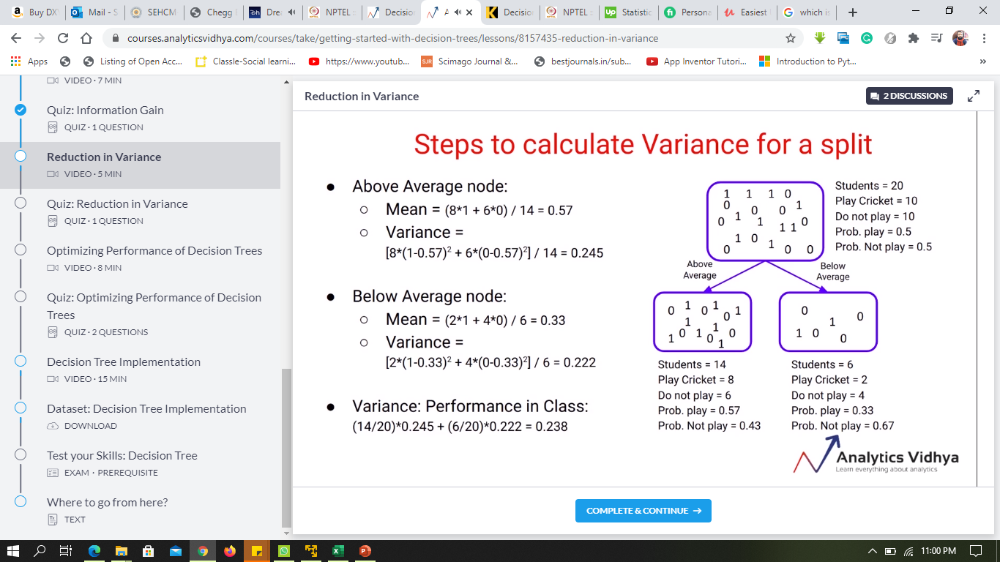 Buy DX
Mail - S
SEHCM
Chegg
Drea
NPTEL
Decision
A
Decisio
NPTEL :
Statistic
Persona
Easiest
which is
courses.analyticsvidhya.com/courses/take/getting-started-with-decision-trees/lessons/8157435-reduction-in-variance
Apps
Listing of Open Acc...
Classle-Social learni...
https://www.youtub...
Scimago Journal &...
bestjournals.in/sub...
App Inventor Tutori...
Introduction to Pyt...
»
VIDEO · 7 MIN
Quiz: Information Gain
QUIZ · 1 QUESTION
Reduction in Variance
VIDEO · 5 MIN
Quiz: Reduction in Variance
QUIZ · 1 QUESTION
Optimizing Performance of Decision Trees
VIDEO · 8 MIN
Quiz: Optimizing Performance of Decision
Trees
QUIZ · 2 QUESTIONS
Decision Tree Implementation
VIDEO · 15 MIN
Dataset: Decision Tree Implementation
DOWNLOAD
Test your Skills: Decision Tree
EXAM · PREREQUISITE
Where to go from here?
TEXT
Reduction in Variance
2 DISCUSSIONS
Steps to calculate Variance for a split
● Above Average node:
○ Mean = (8*1 + 6*0) / 14 = 0.57
○ Variance =
[8*(1-0.57)² + 6*(0-0.57)²] / 14 = 0.245
● Below Average node:
○ Mean = (2*1 + 4*0) / 6 = 0.33
○ Variance =
[2*(1-0.33)² + 4*(0-0.33)²] / 6 = 0.222
● Variance: Performance in Class:
(14/20)*0.245 + (6/20)*0.222 = 0.238
1 1 1 0
0 0 0 1
0 1 1 1 1 0
1 0 1
0 0 0
Students = 20
Play Cricket = 10
Do not play = 10
Prob. play = 0.5
Prob. Not play = 0.5
Above
Average
Below
Average
0 1 0 1 1
1 0
1 0 1 0 1 0
1
0 0
1
1 0 0
Students = 14
Play Cricket = 8
Do not play = 6
Prob. play = 0.57
Prob. Not play = 0.43
Students = 6
Play Cricket = 2
Do not play = 4
Prob. play = 0.33
Prob. Not play = 0.67
Analytics Vidhya
Learn everything about analytics
COMPLETE & CONTINUE →
11:00 PM